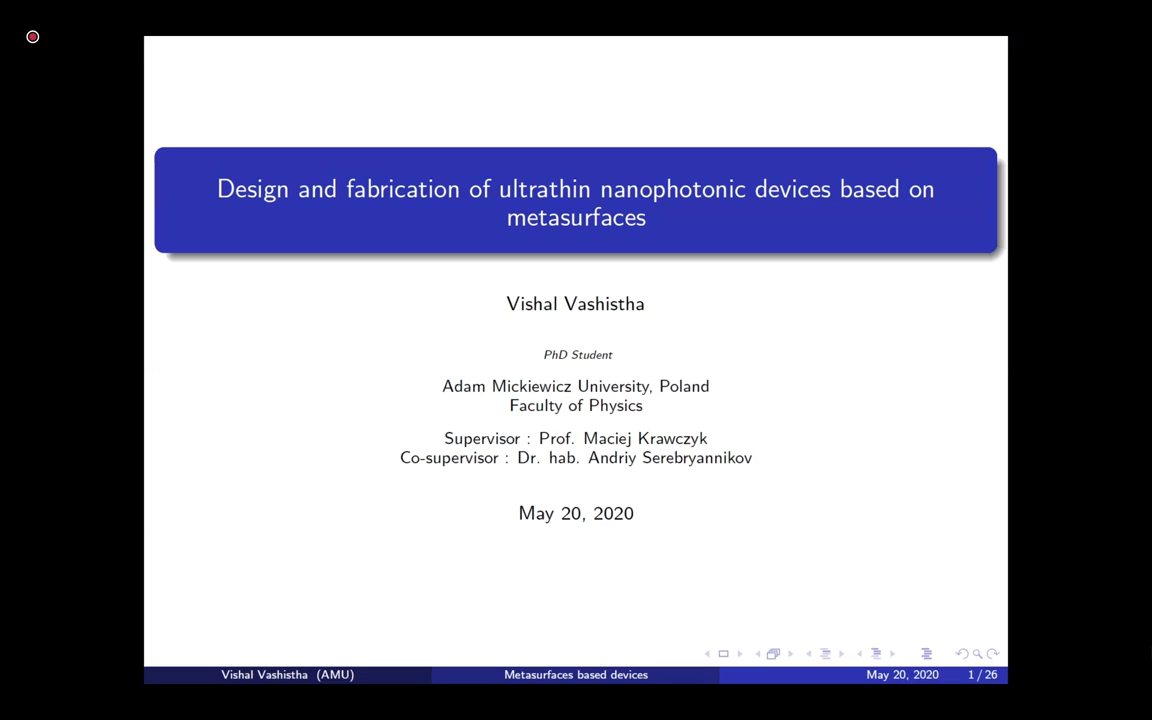 Design and fabrication of ultrathin nanophotonic devices based on
metasurfaces
Vishal Vashistha
PhD Student
Adam Mickiewicz University, Poland
Faculty of Physics
Supervisor : Prof. Maciej Krawczyk
Co-supervisor : Dr. hab. Andriy Serebryannikov
May 20, 2020
Vishal Vashistha (AMU) Metasurfaces based devices May 20, 2020 1 / 26